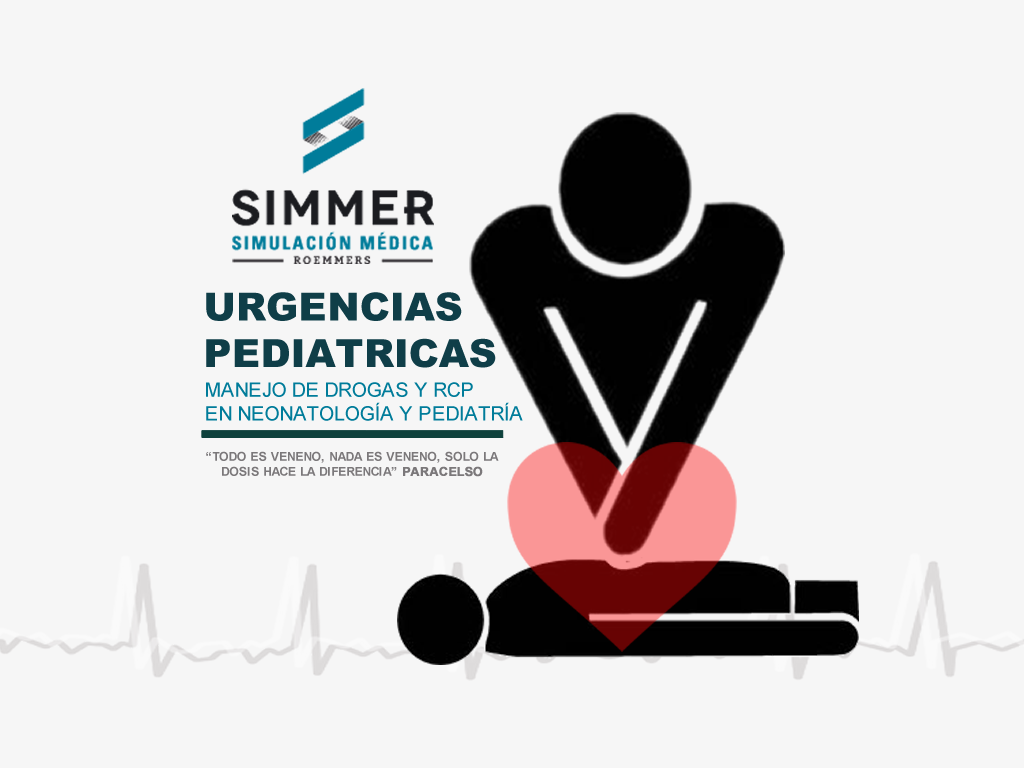 SIMMER
SIMULACIÓN MÉDICA
ROEMMERS
URGENCIAS
PEDIATRICAS
MANEJO DE DROGAS Y RCP
EN NEONATOLOGÍA Y PEDIATRÍA
“TODO ES VENENO, NADA ES VENENO, SOLO LA
DOSIS HACE LA DIFERENCIA” PARACELSO